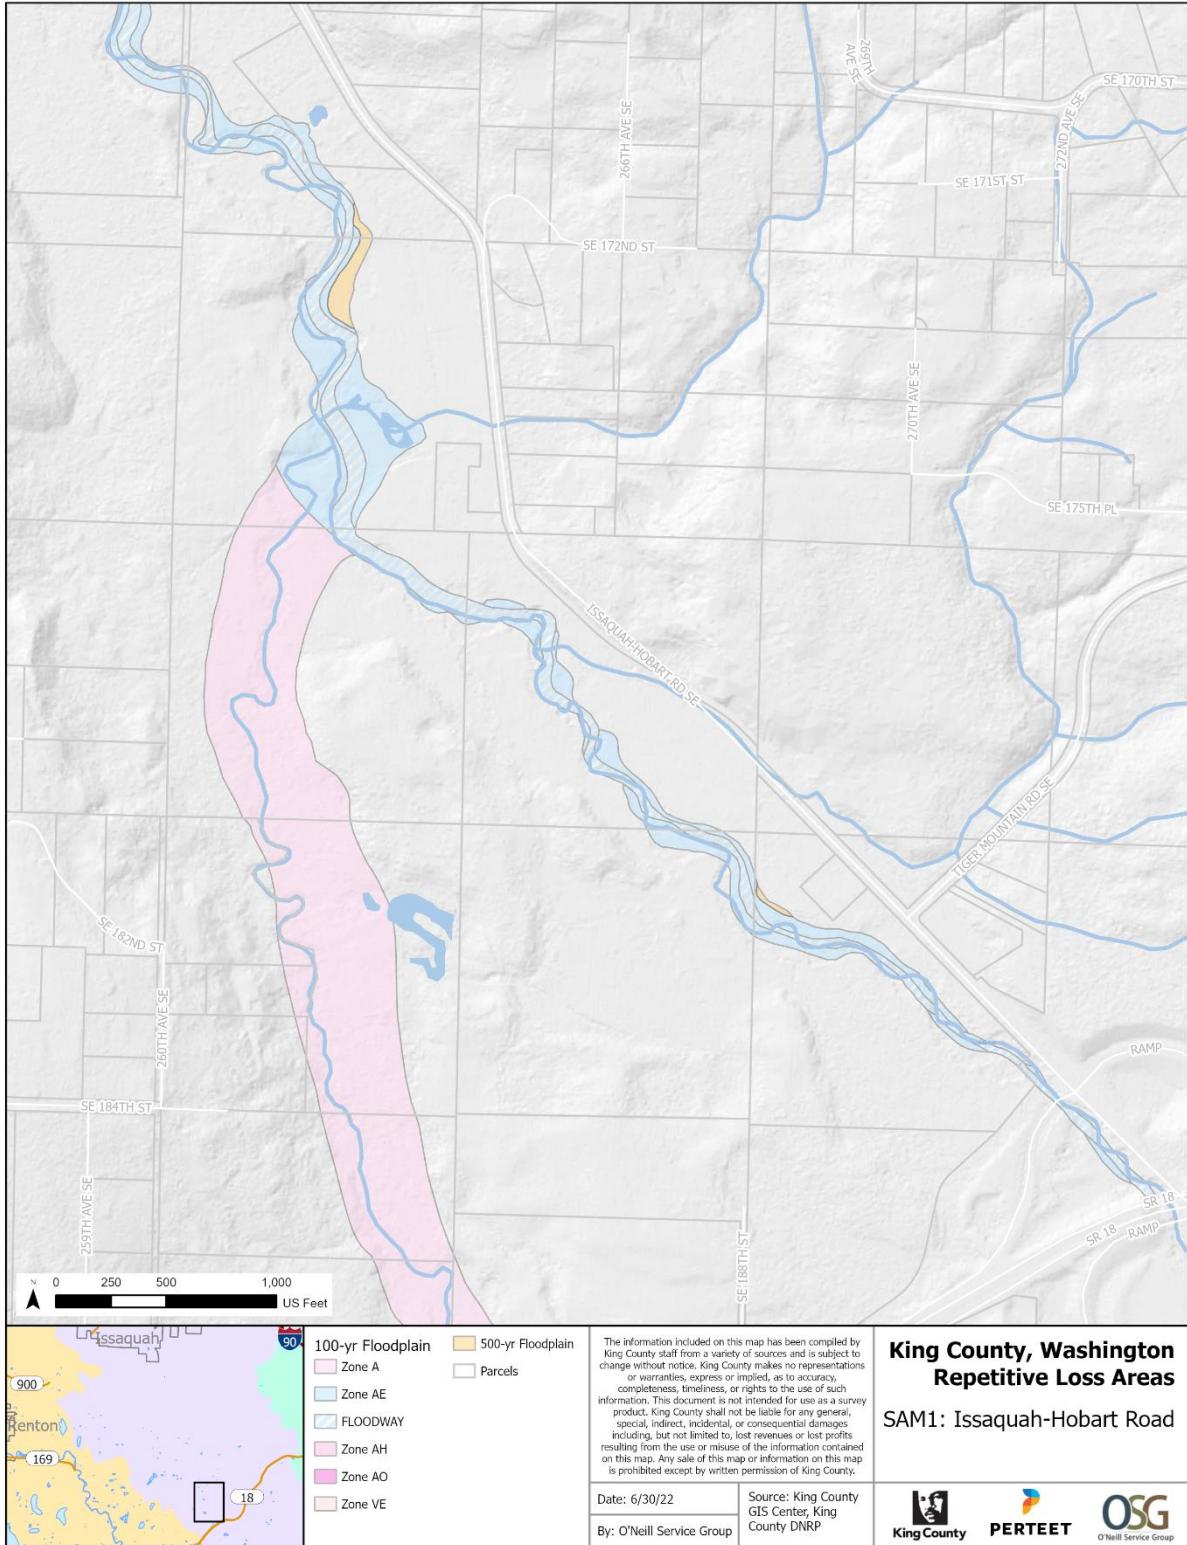 269TH
AVE SE
SE 170TH ST
272ND AVE SE
266TH AVE SE
SE 171ST ST
SE 172ND ST
270TH AVE SE
SE 175TH PL
ISSAQUAH-HOBART RD SE
TIGER MOUNTAIN RD SE
SE 182ND ST
260TH AVE SE
RAMP
SE 184TH ST
259TH AVE SE
SE 188TH ST
SR 18
SR 18
RAMP
N 0 250 500 1,000
US Feet
Issaquah
90
900
Renton
169
18
100-yr Floodplain
Zone A
Zone AE
FLOODWAY
Zone AH
Zone AO
Zone VE
500-yr Floodplain
Parcels
The information included on this map has been compiled by
King County staff from a variety of sources and is subject to
change without notice. King County makes no representations
or warranties, express or implied, as to accuracy,
completeness, timeliness, or rights to the use of such
information. This document is not intended for use as a survey
product. King County shall not be liable for any general,
special, indirect, incidental, or consequential damages
including, but not limited to, lost revenues or lost profits
resulting from the use or misuse of the information contained
on this map. Any sale of this map or information on this map
is prohibited except by written permission of King County.
Date: 6/30/22
By: O'Neill Service Group
Source: King County
GIS Center, King
County DNRP
King County, Washington
Repetitive Loss Areas
SAM1: Issaquah-Hobart Road
King County
PERTEET
OSG
O'Neill Service Group